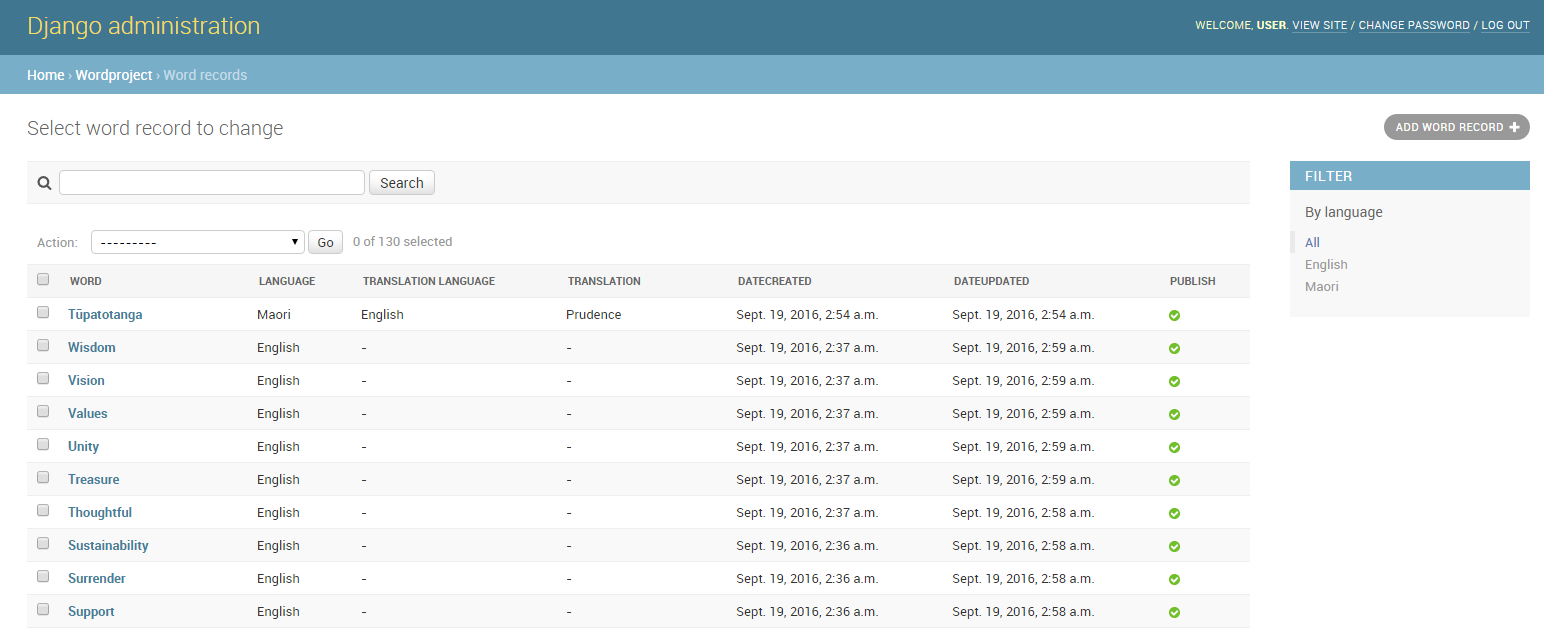 Django administration
WELCOME, USER. VIEW SITE / CHANGE PASSWORD / LOG OUT
Home › Wordproject › Word records
Select word record to change
ADD WORD RECORD +
Search
FILTER
By language
All
English
Maori
Action: --------- Go 0 of 130 selected
WORD LANGUAGE TRANSLATION LANGUAGE TRANSLATION DATECREATED DATEUPDATED PUBLISH
Tūpatotanga Maori English Prudence Sept. 19, 2016, 2:54 a.m. Sept. 19, 2016, 2:54 a.m.
Wisdom English - - Sept. 19, 2016, 2:37 a.m. Sept. 19, 2016, 2:59 a.m.
Vision English - - Sept. 19, 2016, 2:37 a.m. Sept. 19, 2016, 2:59 a.m.
Values English - - Sept. 19, 2016, 2:37 a.m. Sept. 19, 2016, 2:59 a.m.
Unity English - - Sept. 19, 2016, 2:37 a.m. Sept. 19, 2016, 2:59 a.m.
Treasure English - - Sept. 19, 2016, 2:37 a.m. Sept. 19, 2016, 2:59 a.m.
Thoughtful English - - Sept. 19, 2016, 2:37 a.m. Sept. 19, 2016, 2:58 a.m.
Sustainability English - - Sept. 19, 2016, 2:36 a.m. Sept. 19, 2016, 2:58 a.m.
Surrender English - - Sept. 19, 2016, 2:36 a.m. Sept. 19, 2016, 2:58 a.m.
Support English - - Sept. 19, 2016, 2:36 a.m. Sept. 19, 2016, 2:58 a.m.